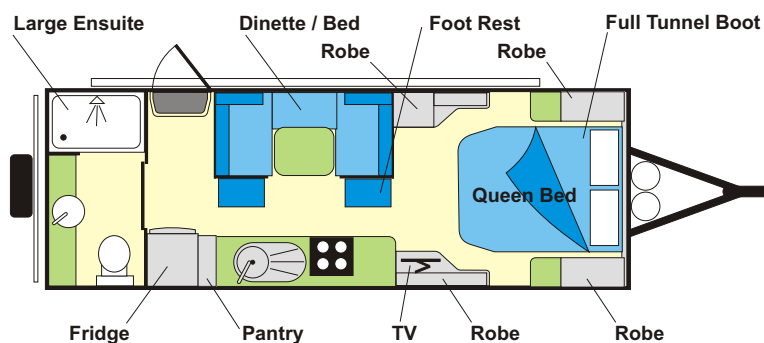 Large Ensuite
Dinette / Bed
Foot Rest
Full Tunnel Boot
Robe
Robe
Queen Bed
Fridge
Pantry
TV
Robe
Robe